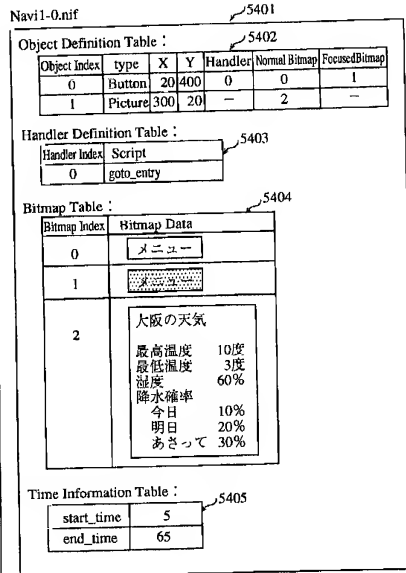 Navi1-0.nif
5401
Object Definition Table :
5402
Object Index type X Y Handler Normal Bitmap FocusedBitmap
0 Button 20 400 0 0 1
1 Picture 300 20 − 2 −
Handler Definition Table :
5403
Handler Index Script
0 goto_entry
Bitmap Table :
5404
Bitmap Index Bitmap Data
0 メニュー
1 メニュー
2
大阪の天気
最高温度 10度
最低温度 3度
湿度 60%
降水確率
今日 10%
明日 20%
あさって 30%
Time Information Table :
5405
start_time 5
end_time 65